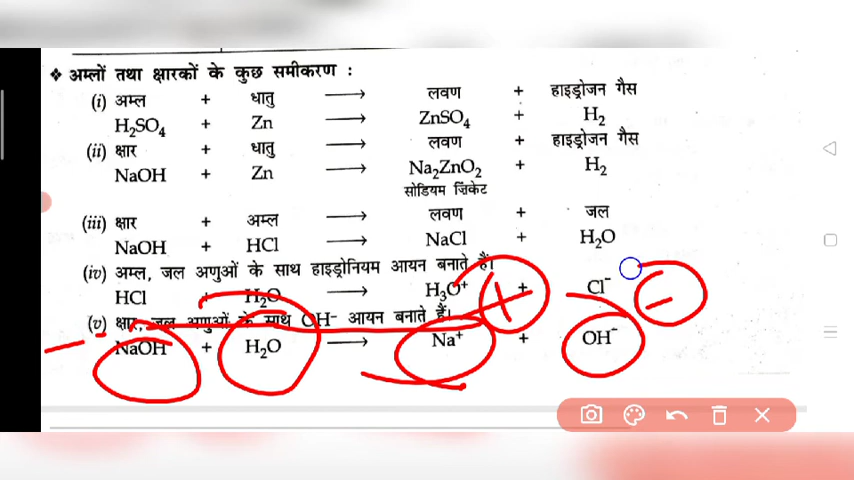 ❖ अम्लों तथा क्षारकों के कुछ समीकरण :
(i) अम्ल + धातु ⟶ लवण + हाइड्रोजन गैस
H₂SO₄ + Zn ZnSO₄ + H₂
(ii) क्षार + धातु ⟶ लवण + हाइड्रोजन गैस
NaOH + Zn Na₂ZnO₂ + H₂
सोडियम ज़िंकेट
(iii) क्षार + अम्ल ⟶ लवण + जल
NaOH + HCl ⟶ NaCl + H₂O
(iv) अम्ल, जल अणुओं के साथ हाइड्रोनियम आयन बनाते हैं।
HCl + H₂O ⟶ H₃O⁺ + Cl⁻
(v) क्षार, जल अणुओं के साथ OH⁻ आयन बनाते हैं।
NaOH + H₂O ⟶ Na⁺ + OH⁻